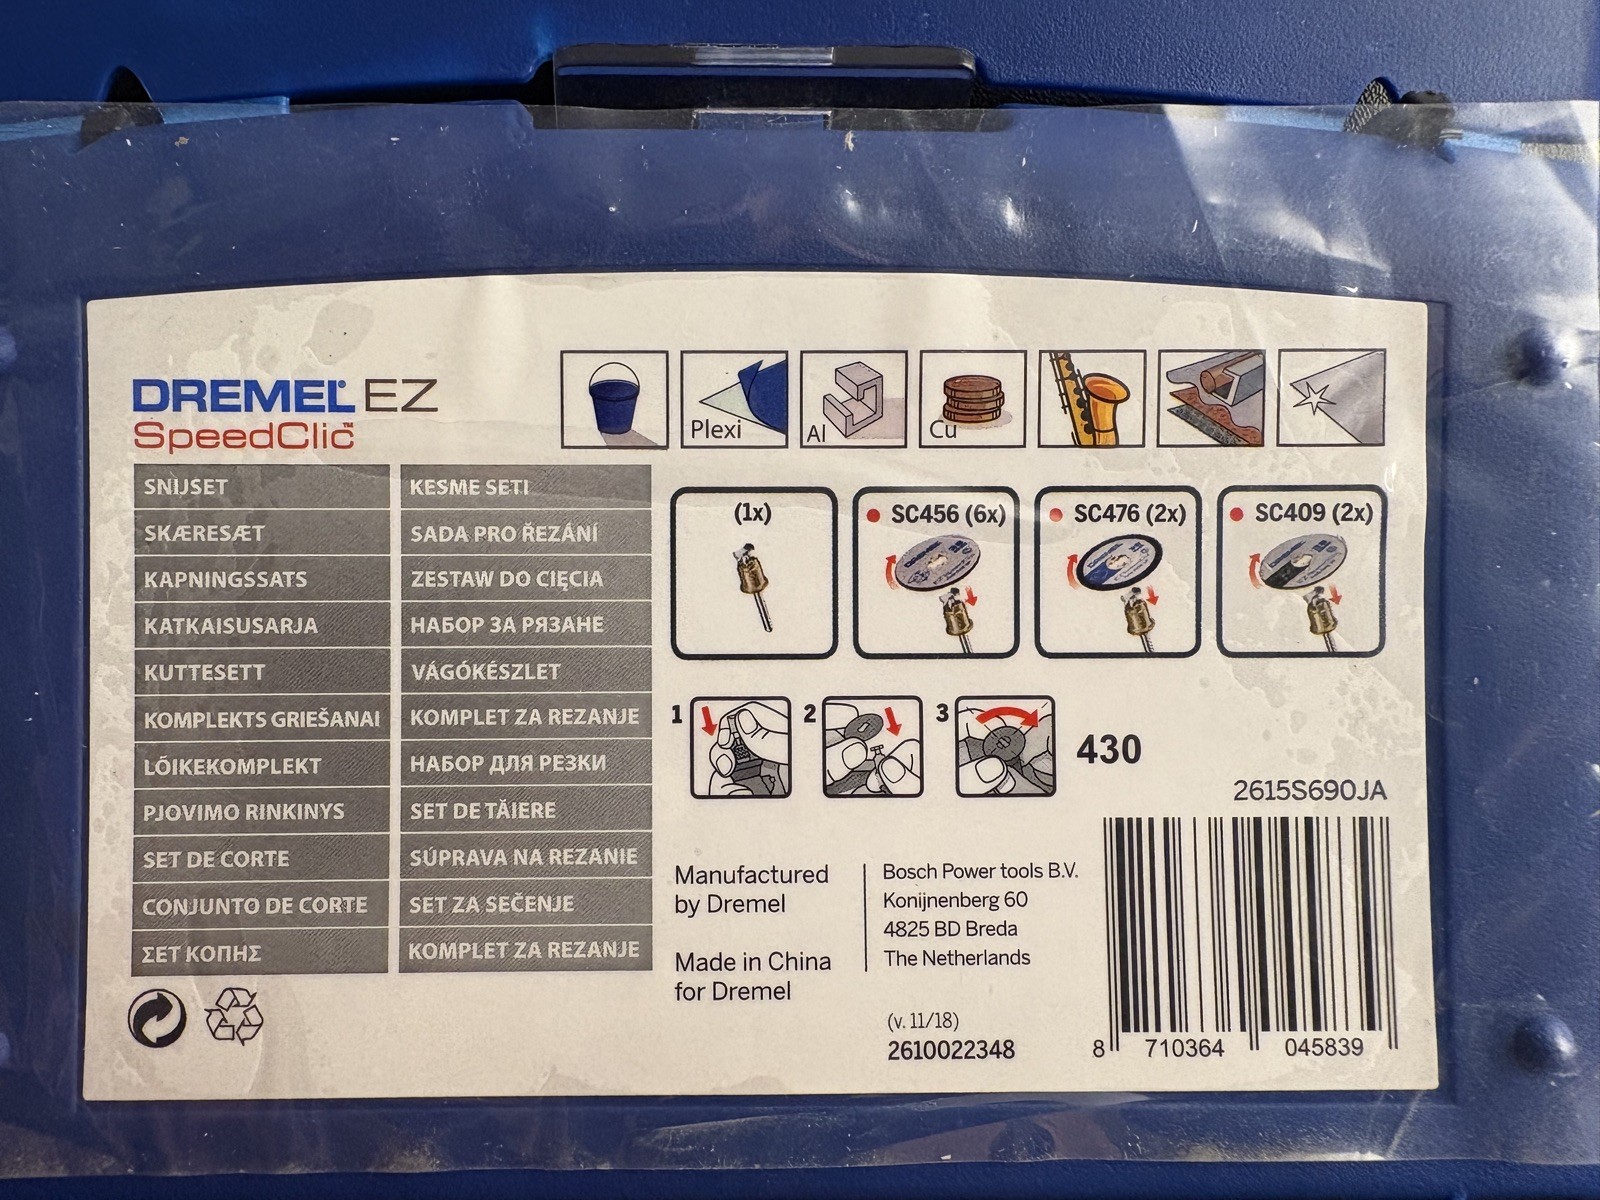 DREMEL® EZ
SpeedClic™
Plexi
Al
Cu
SNIJSET
SKÆRESÆT
KAPNINGSSATS
KATKAISUSARJA
KUTTESETT
KOMPLEKTS GRIEŠANAI
LÓIKEKOMPLEKT
PJOVIMO RINKINYS
SET DE CORTE
CONJUNTO DE CORTE
ΣΕΤ ΚΟΠΗΣ
KESME SETI
SADA PRO ŘEZÁNÍ
ZESTAW DO CIĘCIA
НАБОР ЗА РЯЗАНЕ
VÁGÓKÉSZLET
KOMPLET ZA REZANJE
НАБОР ДЛЯ РЕЗКИ
SET DE TĂIERE
SÚPRAVA NA REZANIE
SET ZA SEČENJE
KOMPLET ZA REZANJE
(1x)
SC456 (6x)
SC476 (2x)
SC409 (2x)
1
2
3
430
2615S690JA
Manufactured
by Dremel
Made in China
for Dremel
Bosch Power tools B.V.
Konijnenberg 60
4825 BD Breda
The Netherlands
(v. 11/18)
2610022348
8 710364 045839